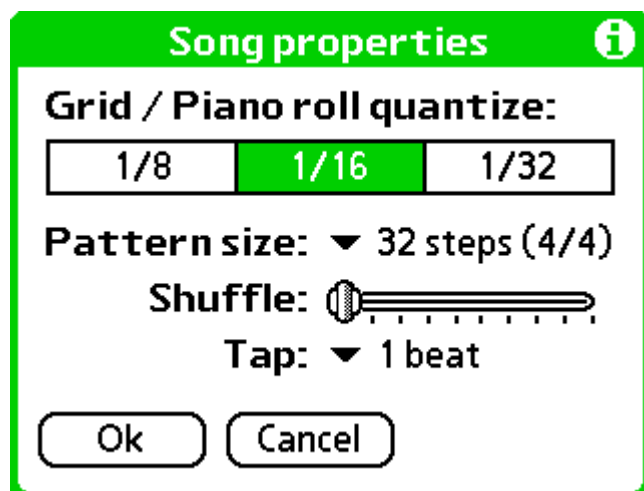 Song properties i
Grid / Piano roll quantize:
1/8 1/16 1/32
Pattern size: 32 steps (4/4)
Shuffle:
Tap: 1 beat
Ok Cancel